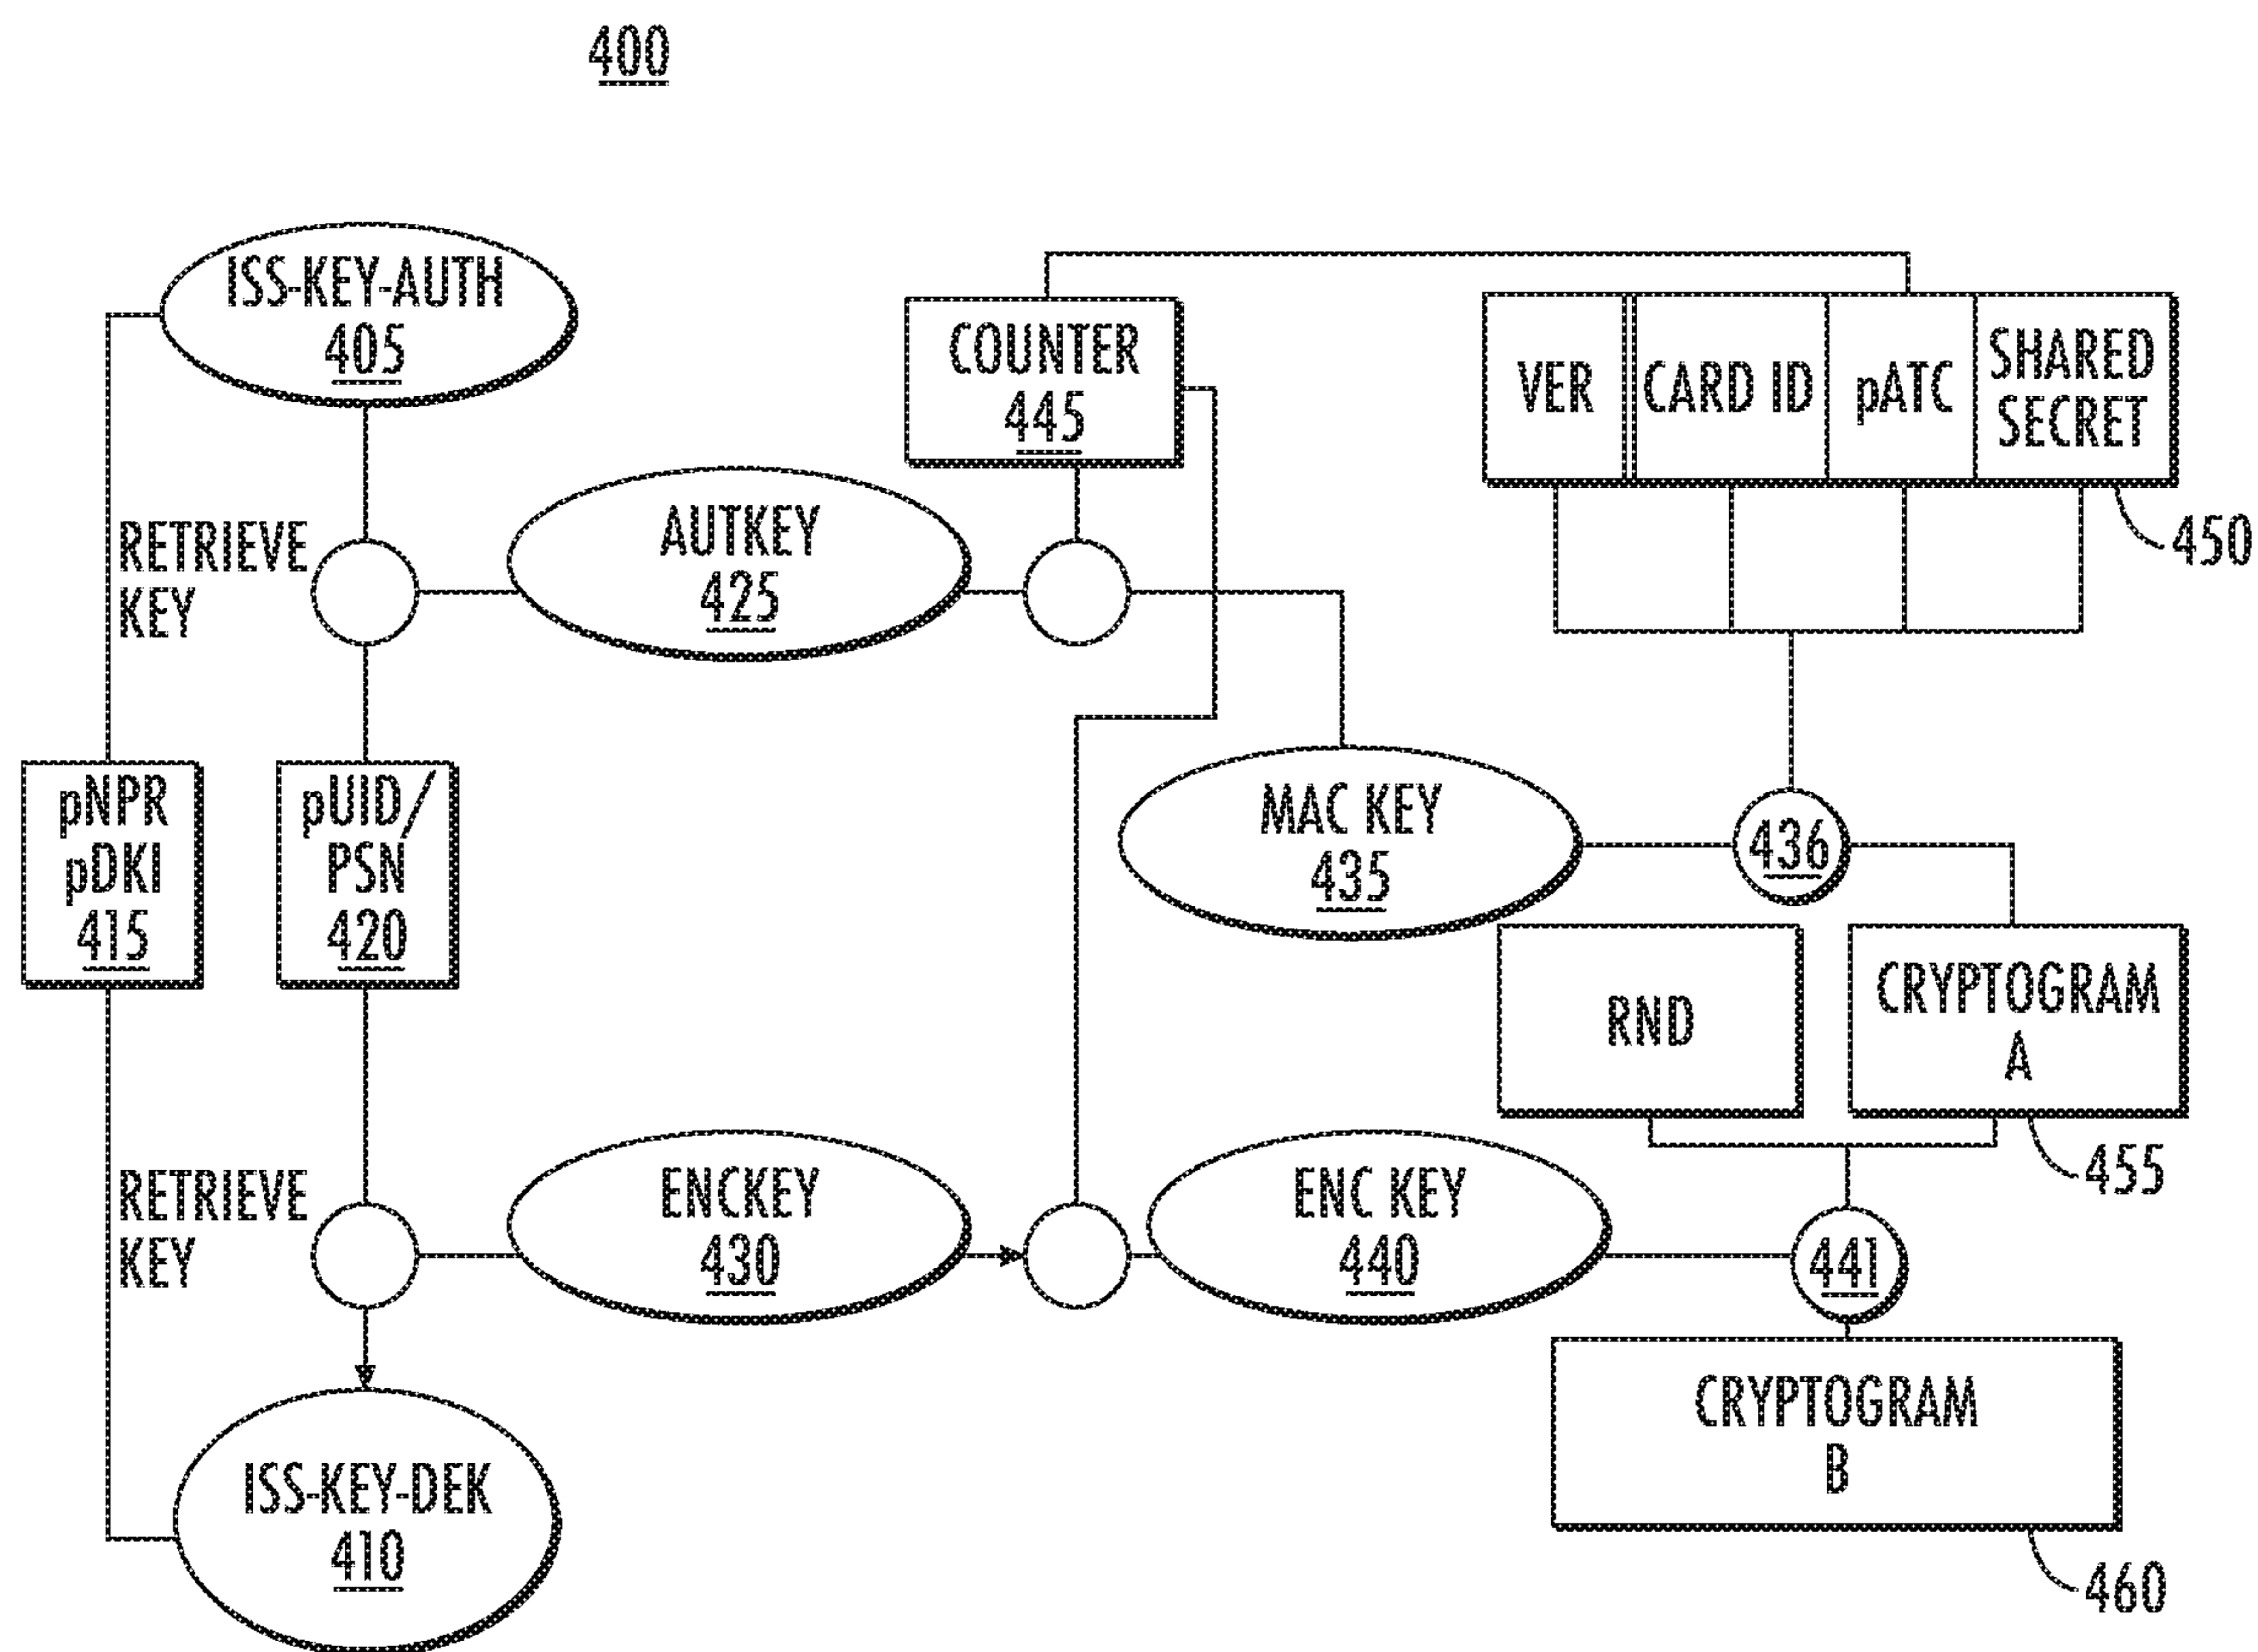 400
ISS-KEY-AUTH
405
COUNTER
445
VER
CARD ID
pATC
SHARED
SECRET
450
RETRIEVE
KEY
AUTKEY
425
pNPR
pDKI
415
pUID/
PSN
420
MAC KEY
435
436
RND
CRYPTOGRAM
A
455
RETRIEVE
KEY
ENCKEY
430
ENC KEY
440
441
CRYPTOGRAM
B
460
ISS-KEY-DEK
410